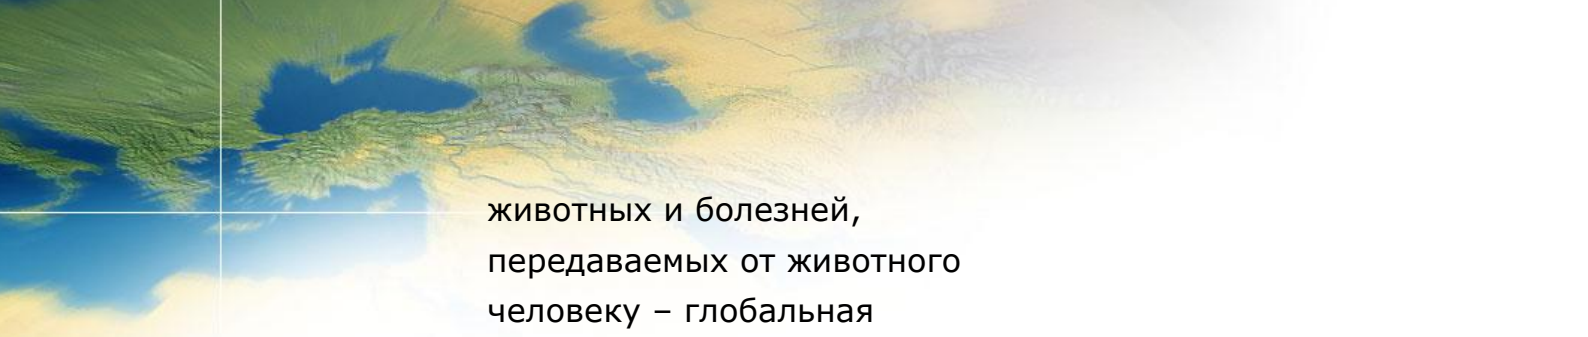 животных и болезней,
передаваемых от животного
человеку – глобальная